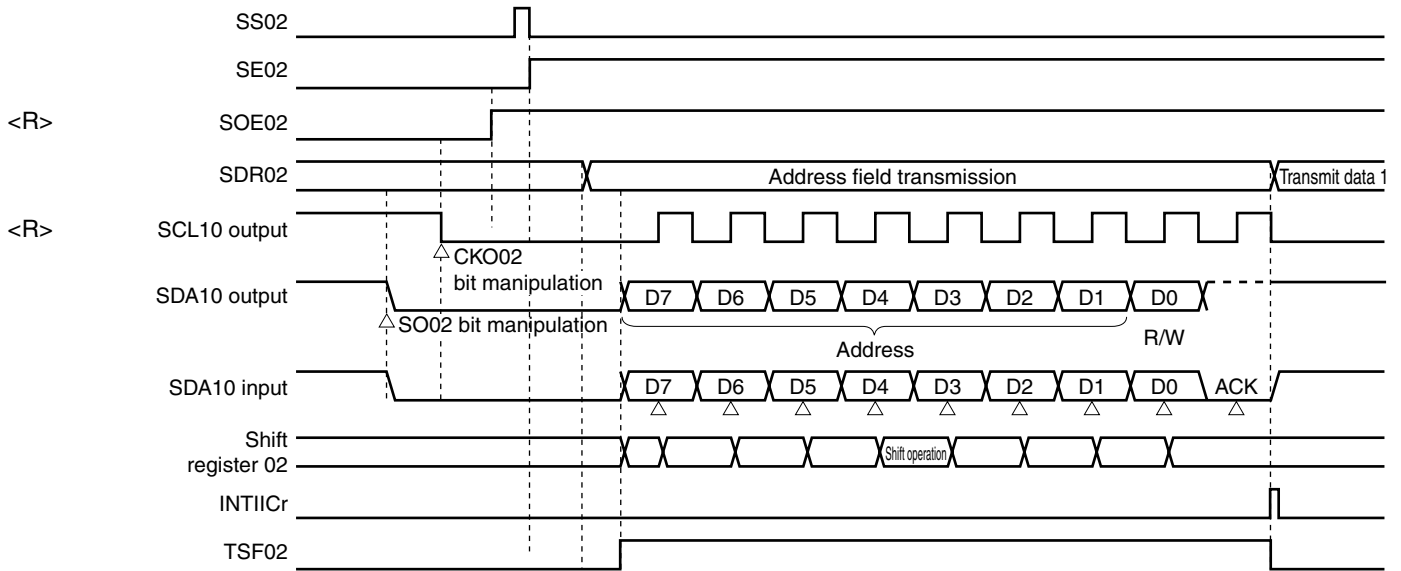 SS02
SE02
<R> SOE02
SDR02 Address field transmission Transmit data 1
<R> SCL10 output
CKO02
bit manipulation
SDA10 output D7 D6 D5 D4 D3 D2 D1 D0
SO02 bit manipulation
R/W
Address
SDA10 input D7 D6 D5 D4 D3 D2 D1 D0 ACK
Shift
register 02 Shift operation
INTIICr
TSF02